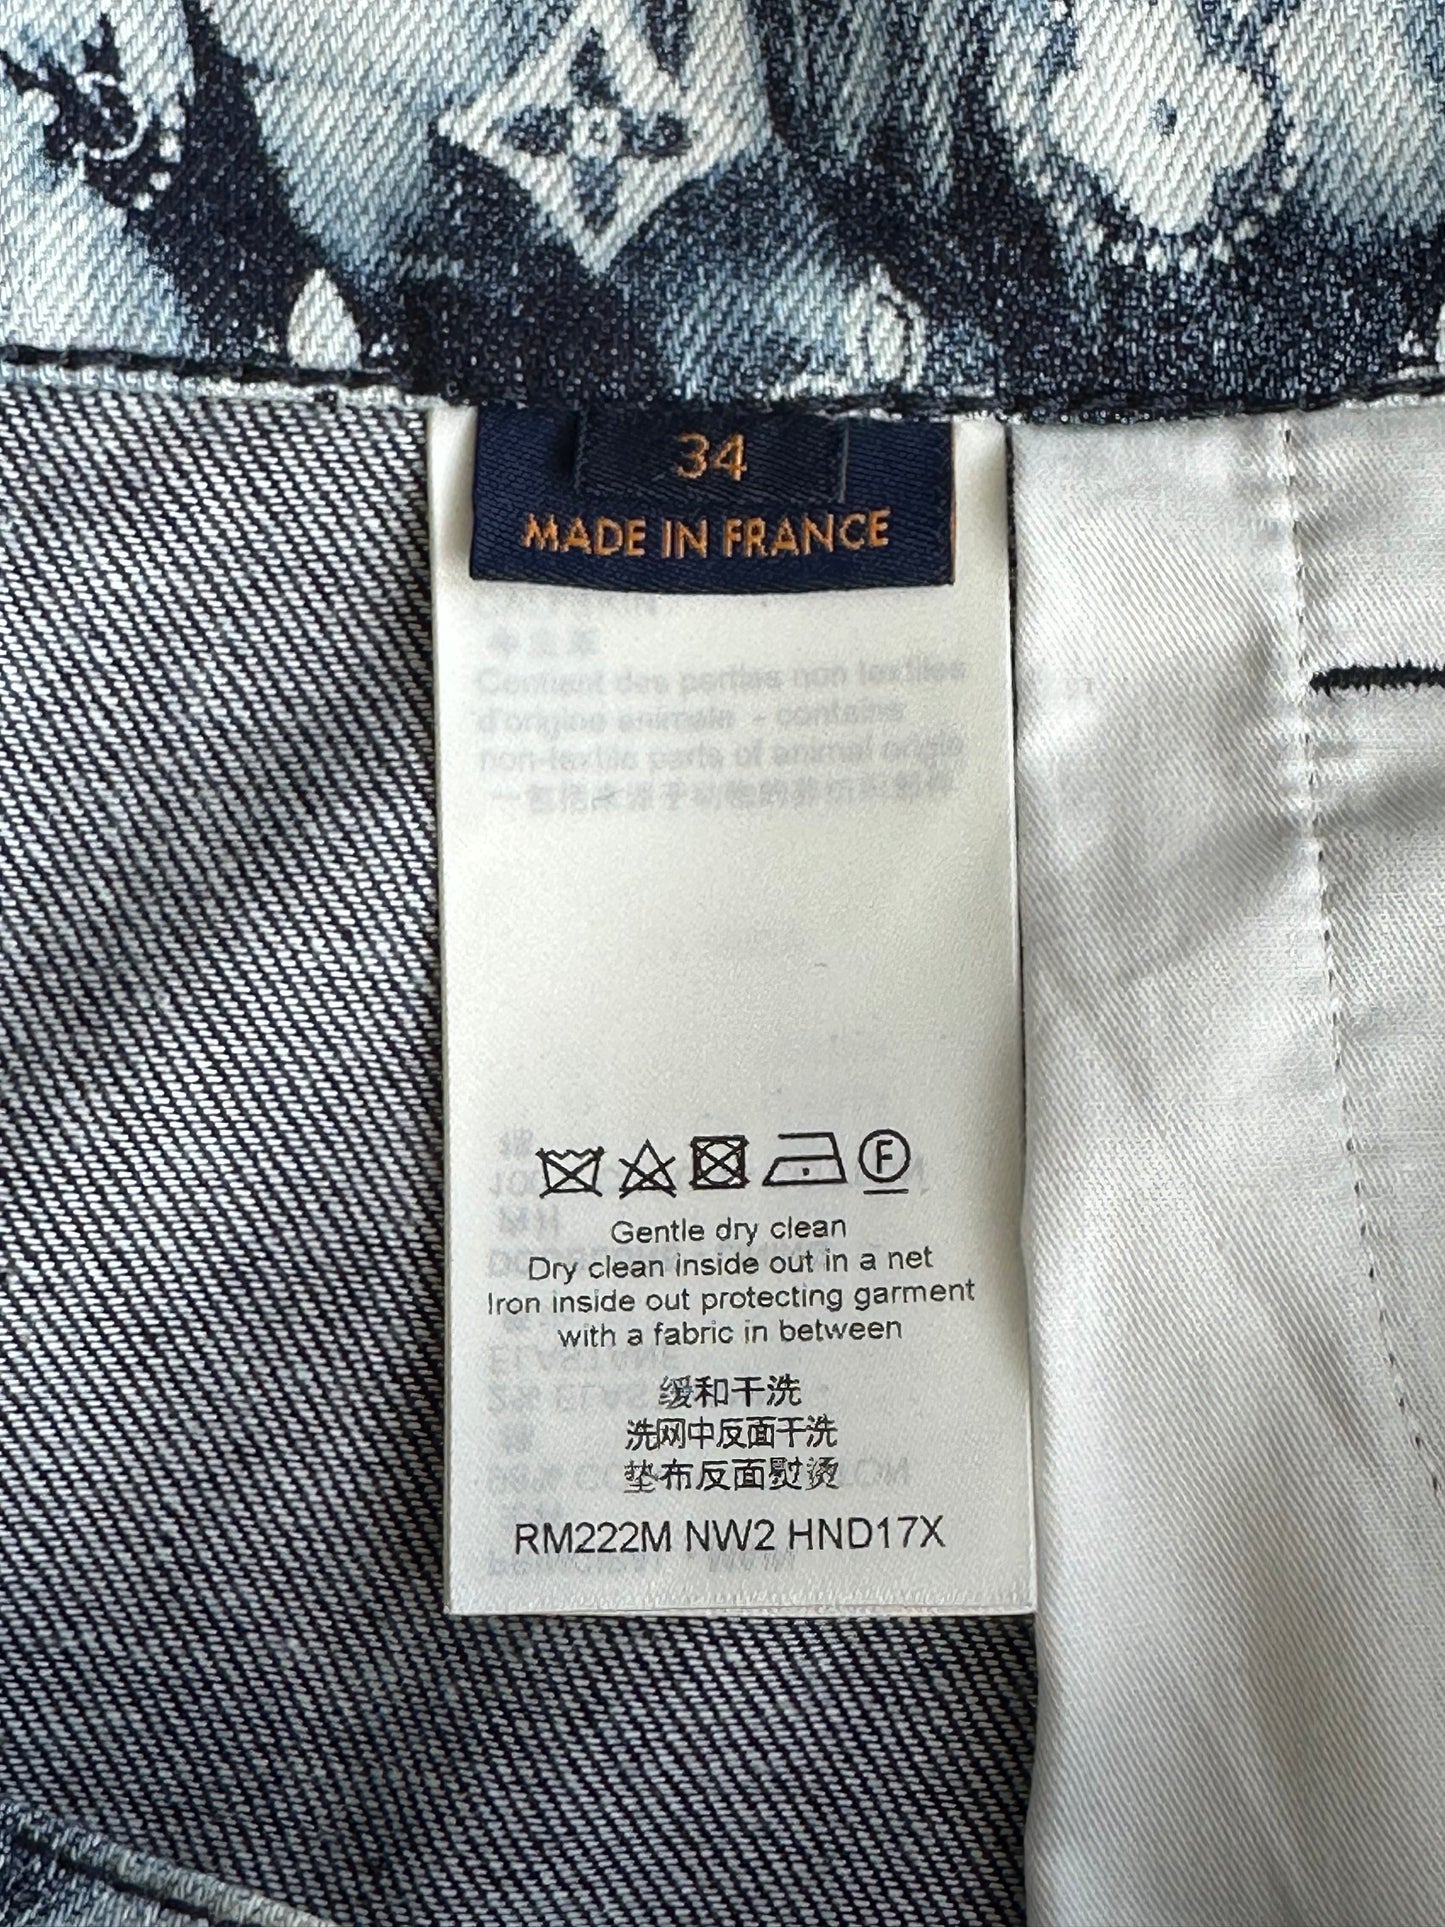 34
MADE IN FRANCE
Contient des parties non textiles
d'origine animale - contains
non-textile parts of animal origin
F
Gentle dry clean
Dry clean inside out in a net
Iron inside out protecting garment
with a fabric in between
缓和干洗
洗网中反面干洗
垫布反面熨烫
RM222M NW2 HND17X